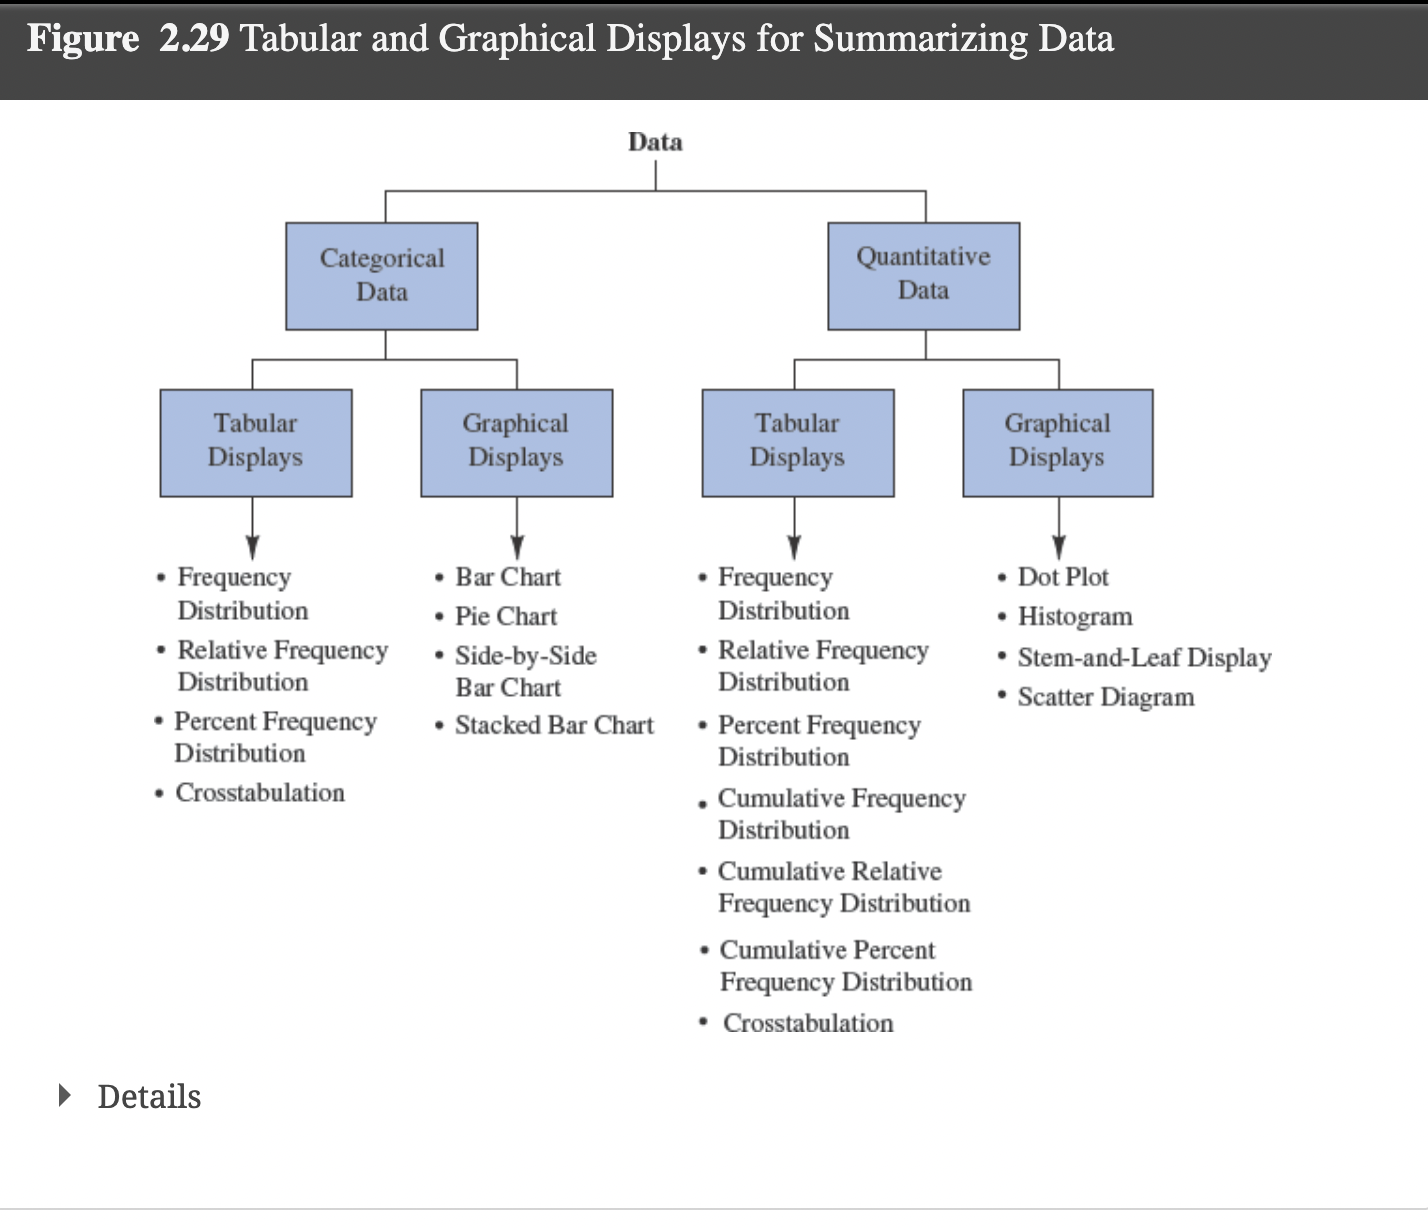 Figure 2.29 Tabular and Graphical Displays for Summarizing Data
Data
Categorical
Data
Quantitative
Data
Tabular
Displays
Graphical
Displays
Tabular
Displays
Graphical
Displays
• Frequency
Distribution
• Relative Frequency
Distribution
• Percent Frequency
Distribution
• Crosstabulation
• Bar Chart
• Pie Chart
• Side-by-Side
Bar Chart
• Stacked Bar Chart
• Frequency
Distribution
• Relative Frequency
Distribution
• Percent Frequency
Distribution
• Cumulative Frequency
Distribution
• Cumulative Relative
Frequency Distribution
• Cumulative Percent
Frequency Distribution
• Crosstabulation
• Dot Plot
• Histogram
• Stem-and-Leaf Display
• Scatter Diagram
Details